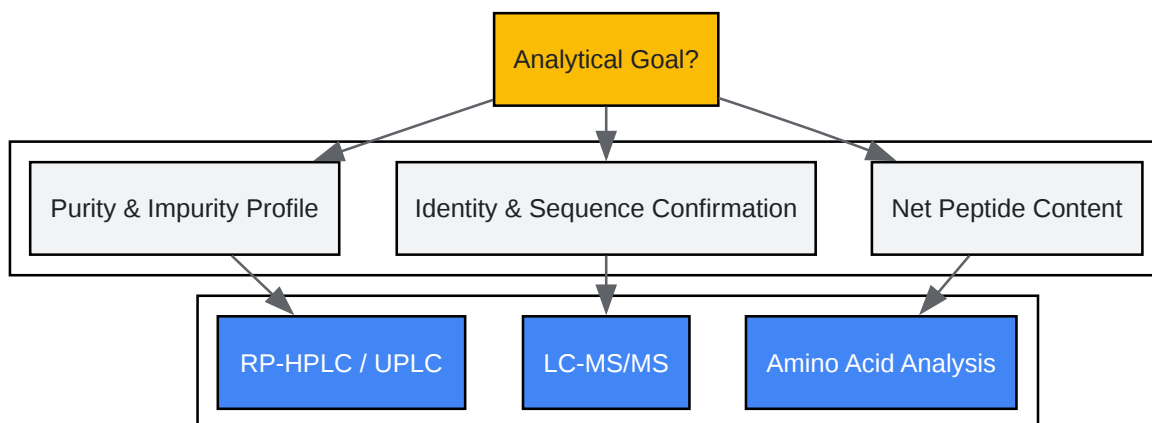 Analytical Goal?
Purity & Impurity Profile
Identity & Sequence Confirmation
Net Peptide Content
RP-HPLC / UPLC
LC-MS/MS
Amino Acid Analysis